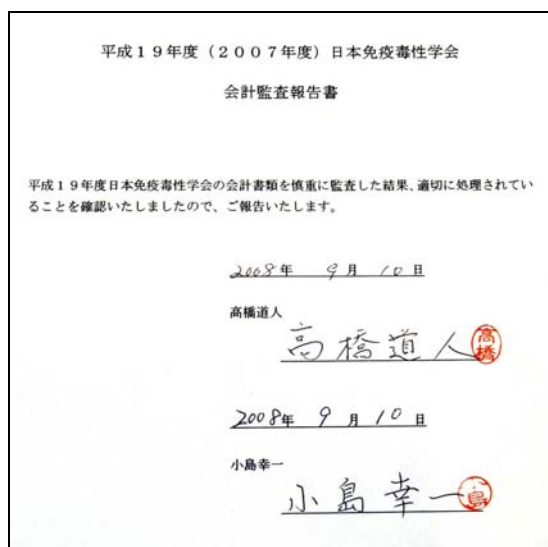 平成１９年度（２００７年度）日本免疫毒性学会
会計監査報告書
平成１９年度日本免疫毒性学会の会計書類を慎重に監査した結果、適切に処理されてい
ることを確認いたしましたので、ご報告いたします。
2008年 9月 10日
高橋道人
高橋道人 高橋
2008年 9月 10日
小島幸一
小島幸一 小島